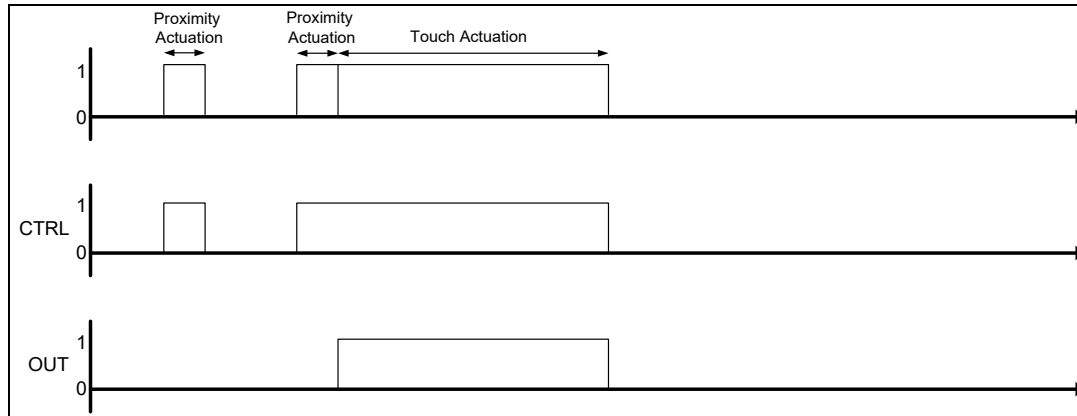 Proximity
Actuation
Proximity
Actuation
Touch Actuation
1
0
CTRL
1
0
OUT
1
0